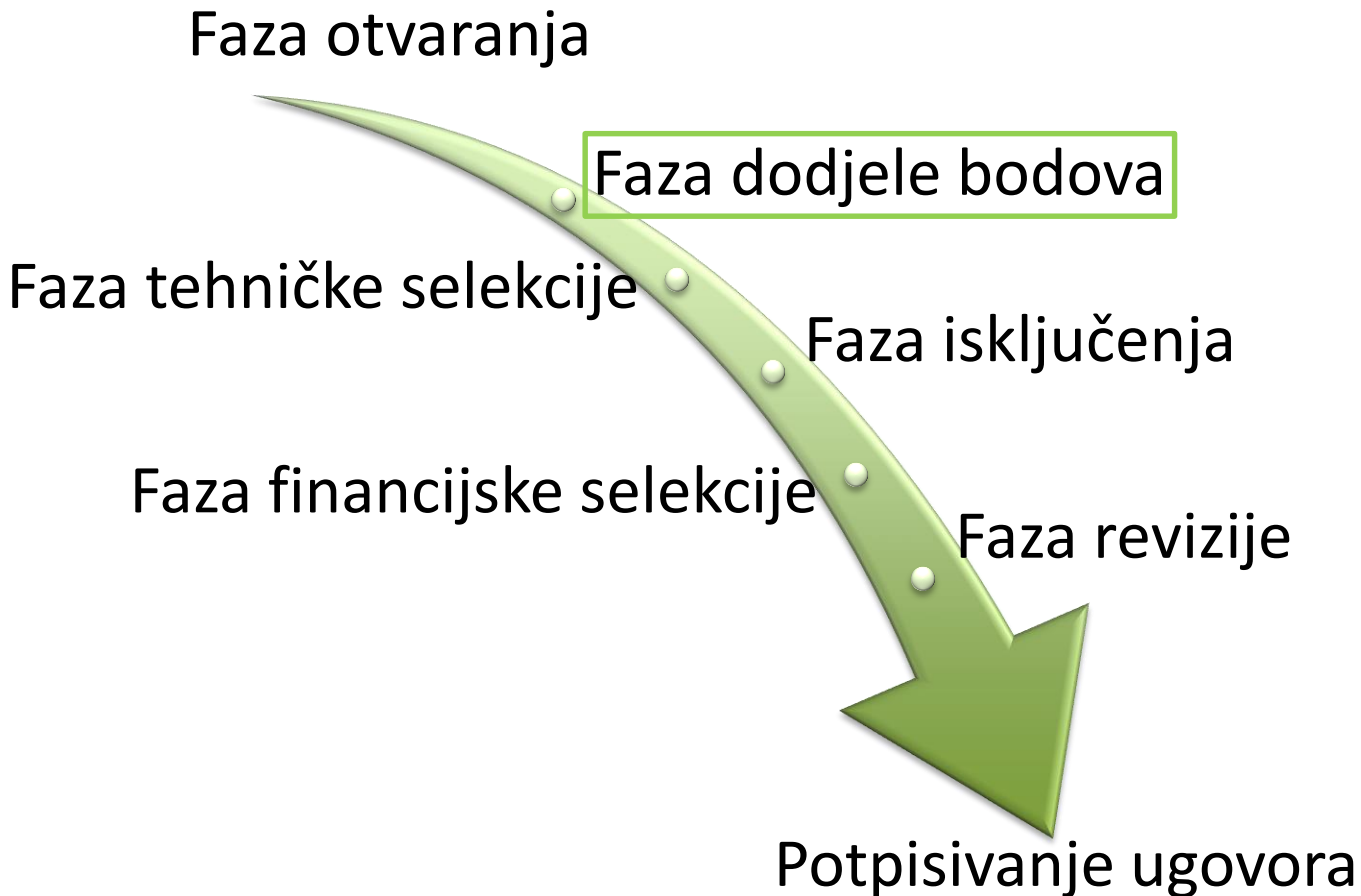 Faza otvaranja
Faza dodjele bodova
Faza tehničke selekcije
Faza isključenja
Faza financijske selekcije
Faza revizije
Potpisivanje ugovora